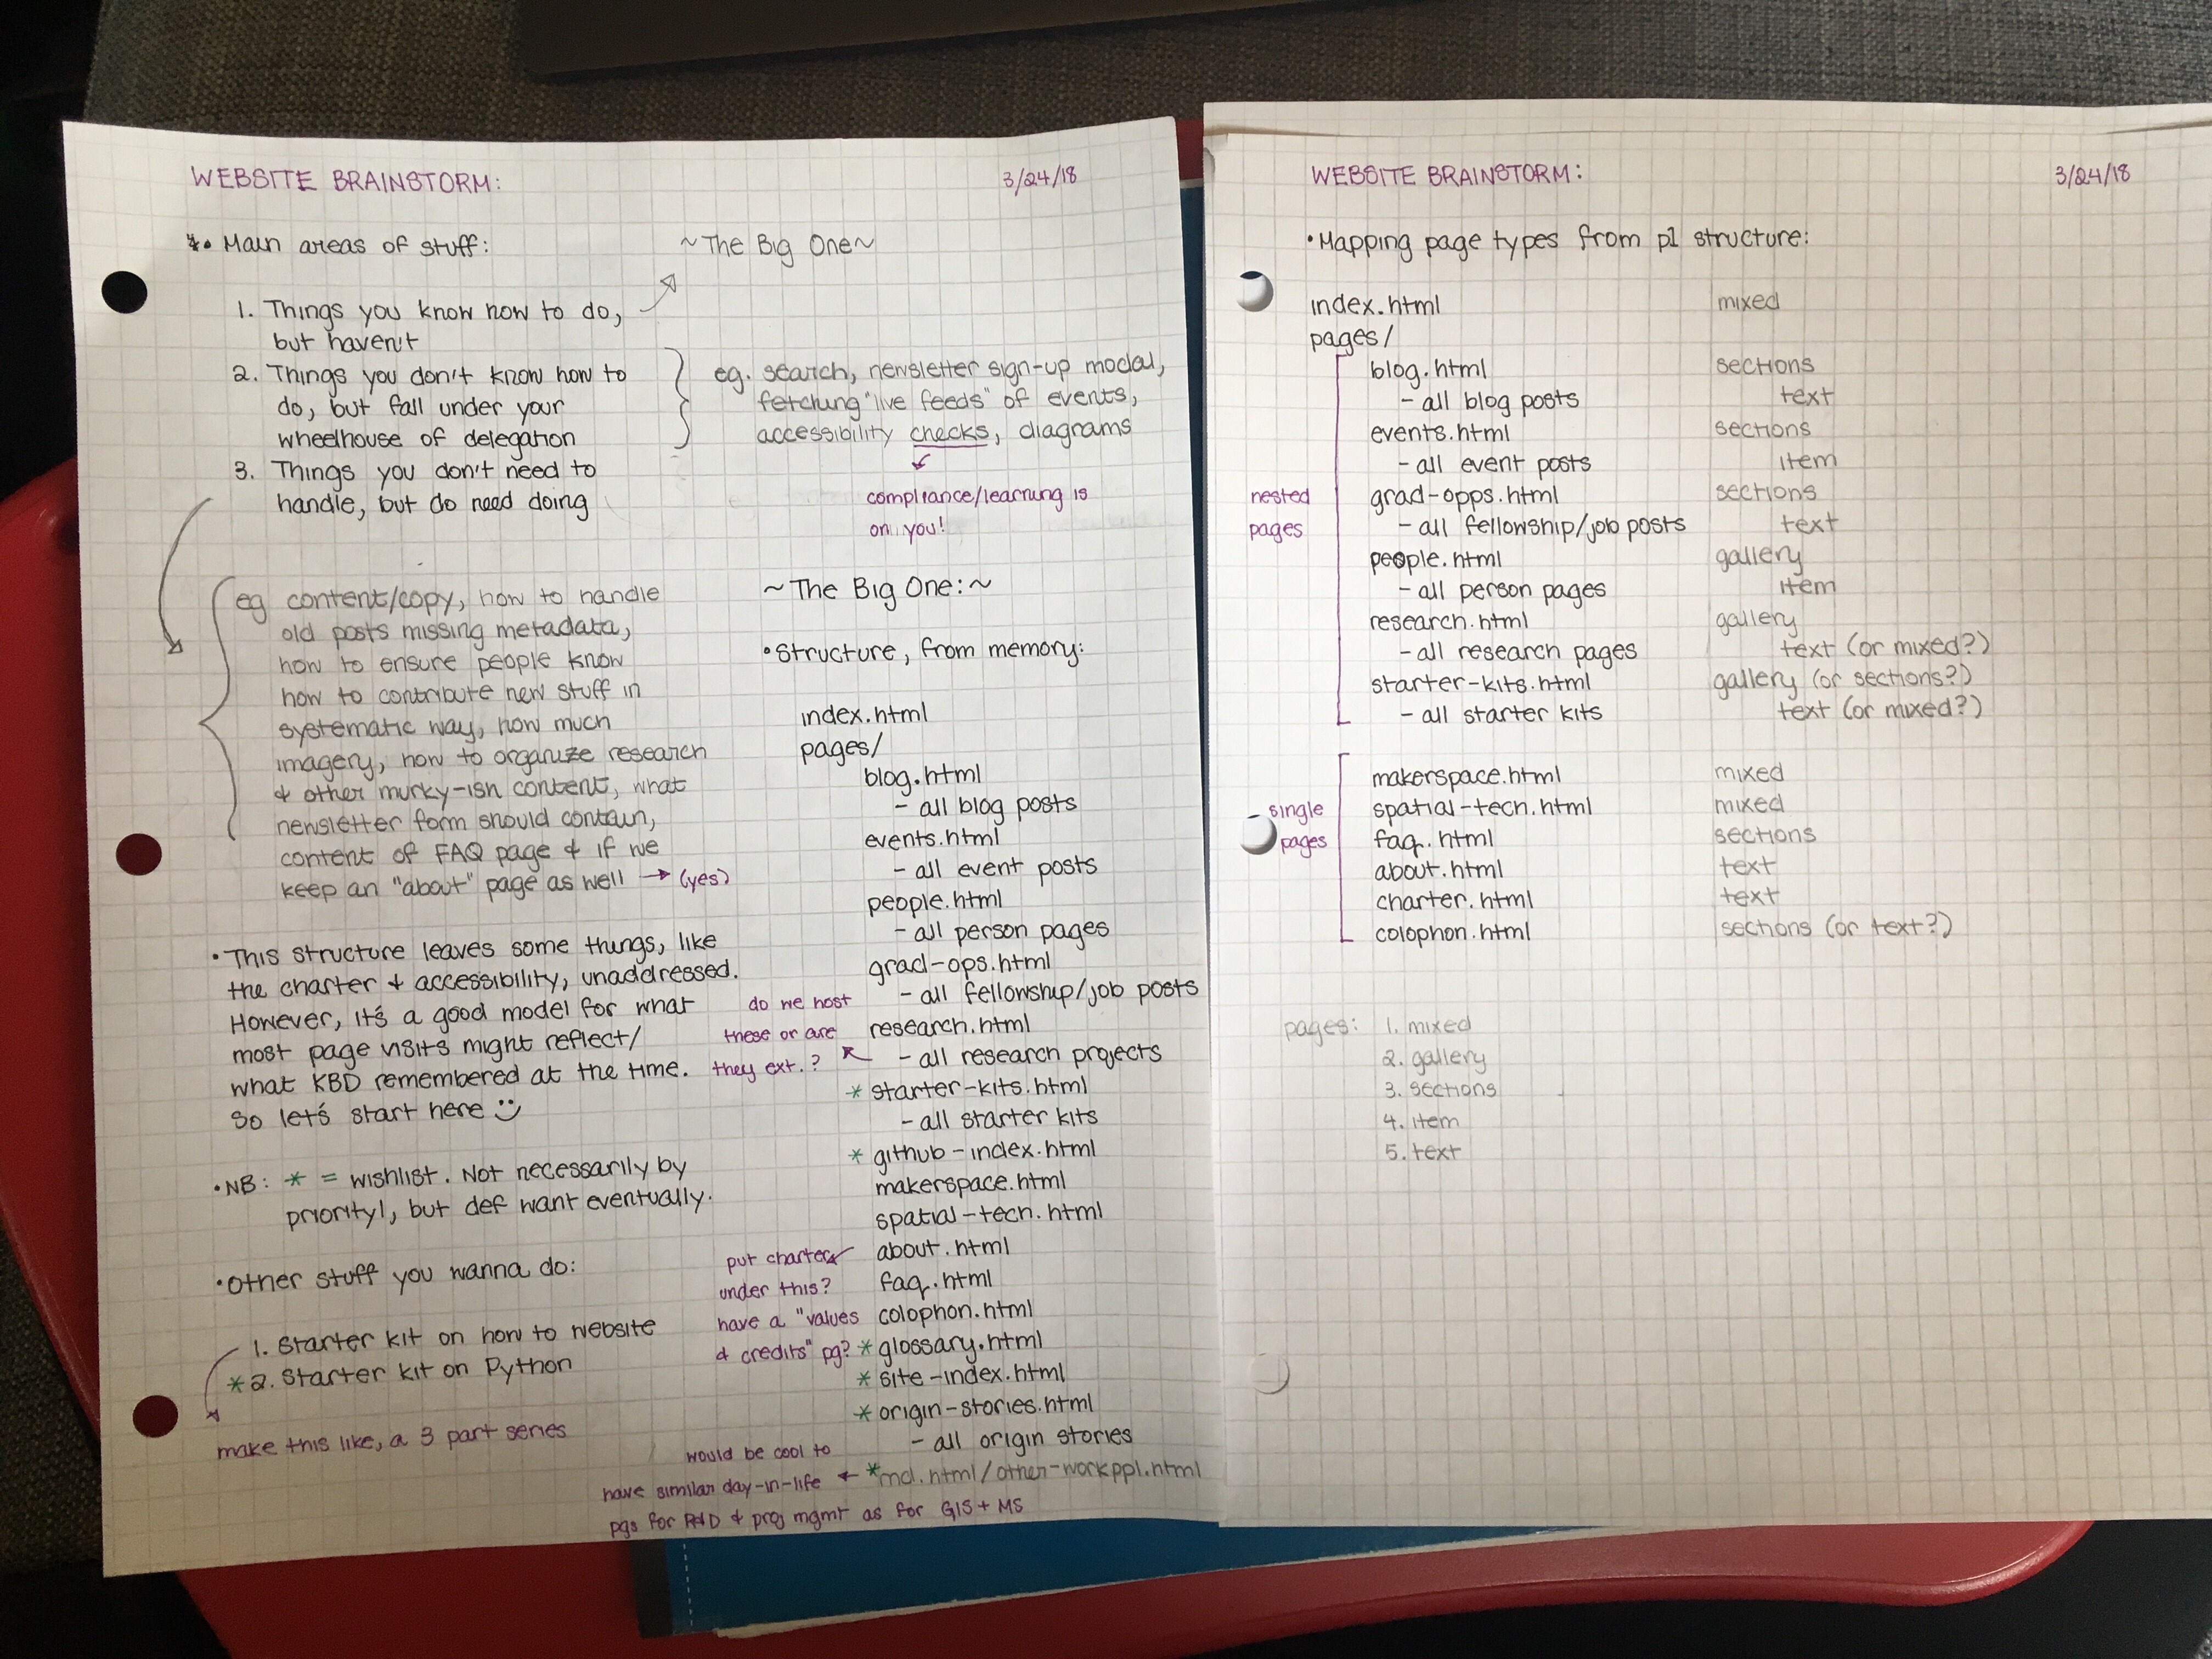 WEBSITE BRAINSTORM:
3/24/18
• Main areas of stuff:
~The Big One~
1. Things you know how to do,
but haven't
2. Things you don't know how to
do, but fall under your
wheelhouse of delegation
eg. search, newsletter sign-up modal,
fetching "live feeds" of events,
accessibility checks, diagrams
compliance/learning is
on you!
3. Things you don't need to
handle, but do need doing
eg content/copy, how to handle
old posts missing metadata,
how to ensure people know
how to contribute new stuff in
systematic way, how much
imagery, how to organize research
& other murky-ish content, what
newsletter form should contain,
content of FAQ page & if we
keep an "about" page as well → (yes)
• This structure leaves some things, like
the charter & accessibility, unaddressed.
However, it's a good model for what
most page visits might reflect/
what KBD remembered at the time.
So let's start here
• NB: * = wishlist. Not necessarily by
priority!, but def want eventually.
• Other stuff you wanna do:
1. Starter kit on how to website
* 2. Starter kit on Python
make this like, a 3 part series
~The Big One:~
• Structure, from memory:
index.html
pages/
blog.html
- all blog posts
events.html
- all event posts
people.html
- all person pages
grad-ops.html
- all fellowship/job posts
research.html
- all research projects
do we host
these or are
they ext.?
* starter-kits.html
- all starter kits
* github-index.html
makerspace.html
spatial-tech.html
about.html
faq.html
colophon.html
put charter
under this?
have a "values
& credits" pg?
* glossary.html
* site-index.html
* origin-stories.html
- all origin stories
* md.html/other-workppl.html
would be cool to
have similar day-in-life
pgs for R&D & proj mgmt as for GIS + MS
WEBSITE BRAINSTORM:
3/24/18
• Mapping page types from p1 structure:
index.html mixed
pages/
nested
pages
blog.html sections
- all blog posts text
events.html sections
- all event posts item
grad-opps.html sections
- all fellowship/job posts text
people.html gallery
- all person pages item
research.html gallery
- all research pages text (or mixed?)
starter-kits.html gallery (or sections?)
- all starter kits text (or mixed?)
single
pages
makerspace.html mixed
spatial-tech.html mixed
faq.html sections
about.html text
charter.html text
colophon.html sections (or text?)
pages: 1. mixed
2. gallery
3. sections
4. item
5. text